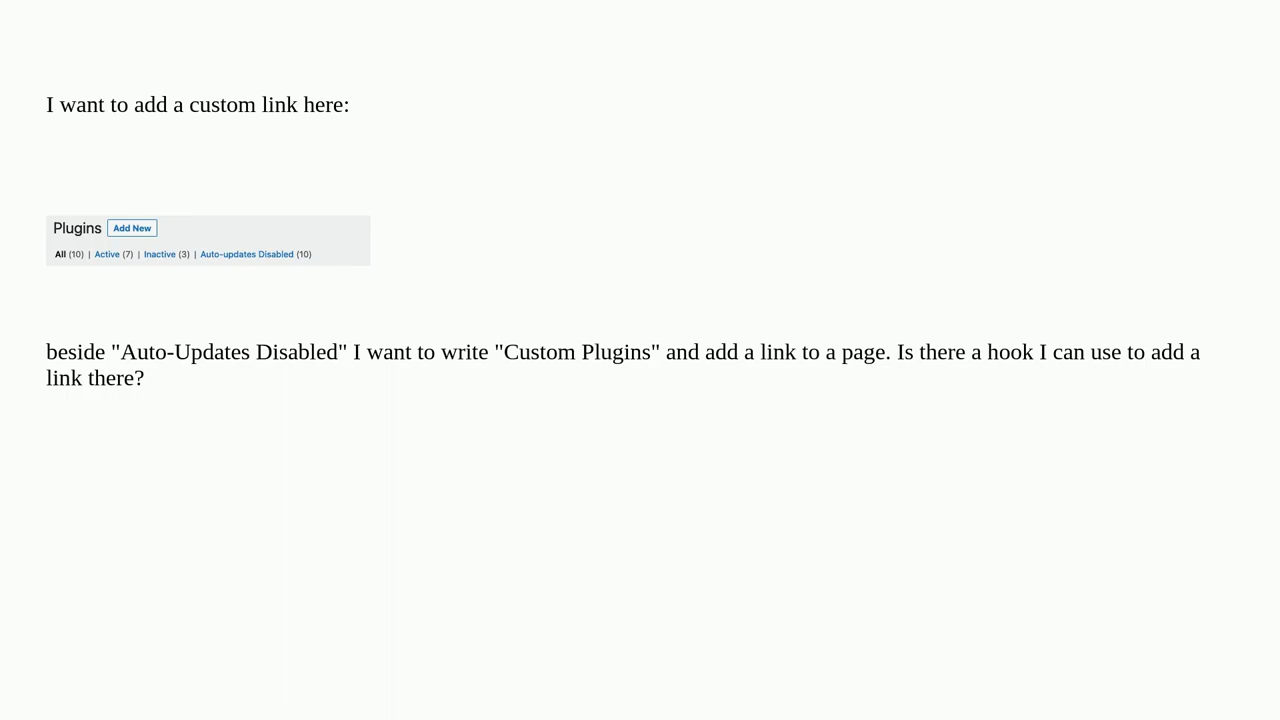 I want to add a custom link here:
Plugins Add New
All (10) | Active (7) | Inactive (3) | Auto-updates Disabled (10)
beside "Auto-Updates Disabled" I want to write "Custom Plugins" and add a link to a page. Is there a hook I can use to add a
link there?